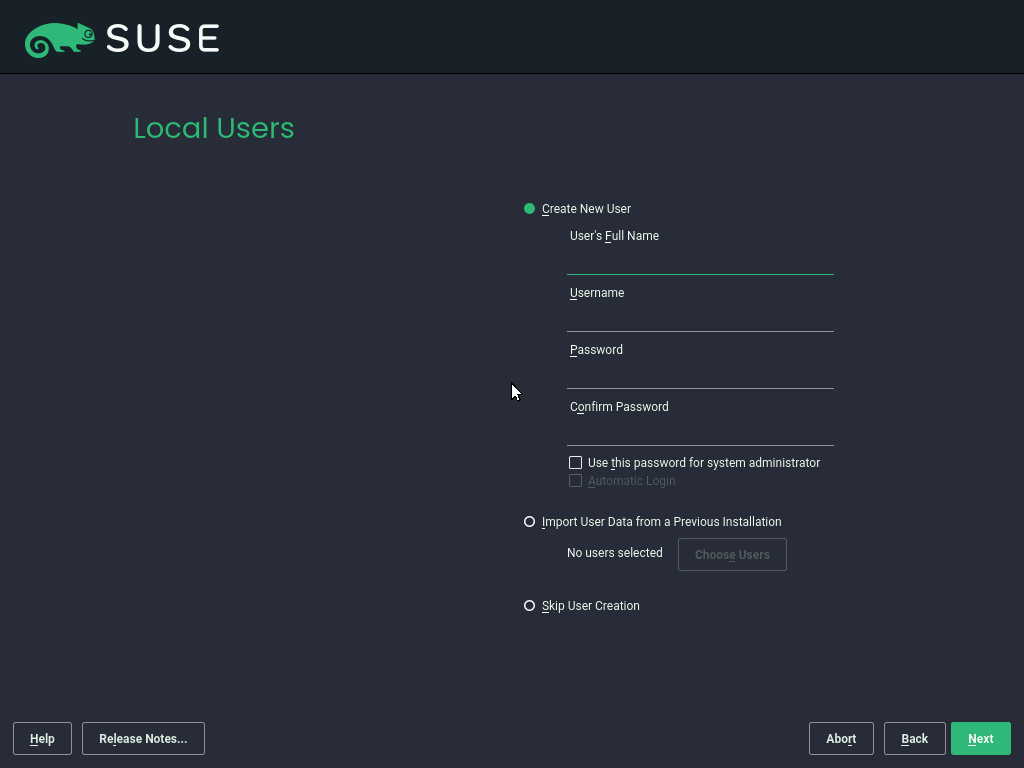 SUSE
Local Users
Create New User
User's Full Name
Username
Password
Confirm Password
Use this password for system administrator
Automatic Login
Import User Data from a Previous Installation
No users selected Choose Users
Skip User Creation
Help Release Notes... Abort Back Next